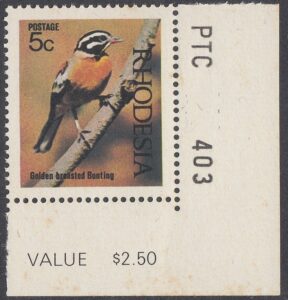 POSTAGE
5c
RHODESIA
Golden breasted Bunting
PTC 403
VALUE $2.50